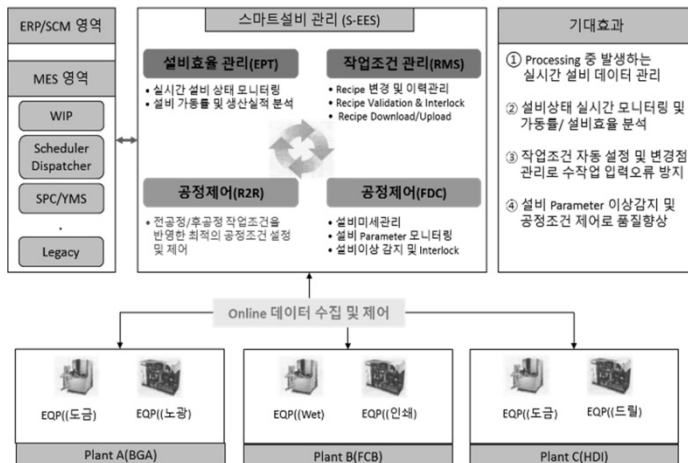 ERP/SCM 영역
MES 영역
WIP
Scheduler
Dispatcher
SPC/YMS
.
Legacy
스마트설비 관리 (S-EES)
설비효율 관리(EPT)
• 실시간 설비 상태 모니터링
• 설비 가동률 및 생산실적 분석
작업조건 관리(RMS)
• Recipe 변경 및 이력관리
• Recipe Validation & Interlock
Recipe Download/Upload
공정제어(R2R)
• 전공정/후공정 작업조건을
반영한 최적의 공정조건 설정
및 제어
공정제어(FDC)
• 설비미세관리
• 설비 Parameter 모니터링
• 설비이상 감지 및 Interlock
기대효과
① Processing 중 발생하는
실시간 설비 데이터 관리
② 설비상태 실시간 모니터링 및
가동률/ 설비효율 분석
③ 작업조건 자동 설정 및 변경점
관리로 수작업 입력오류 방지
④ 설비 Parameter 이상감지 및
공정조건 제어로 품질향상
Online 데이터 수집 및 제어
EQP((도금)
EQP((노광)
Plant A(BGA)
EQP((Wet)
EQP((인쇄)
Plant B(FCB)
EQP((도금)
EQP((드릴)
Plant C(HDI)